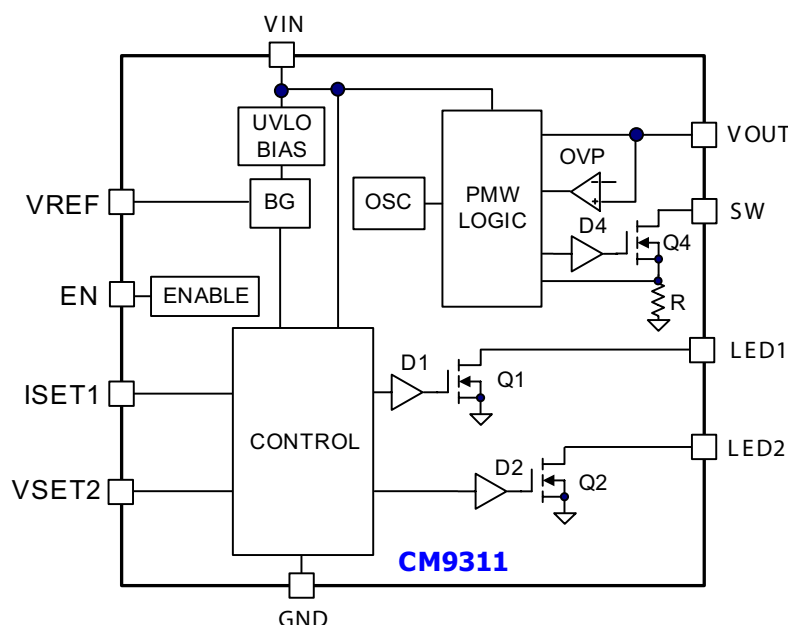 VIN
UVLO
BIAS
VOUT
OVP
VREF
BG
OSC
PMW
LOGIC
SW
D4
Q4
EN
ENABLE
R
D1
LED1
ISET1
Q1
CONTROL
D2
LED2
VSET2
Q2
CM9311
GND